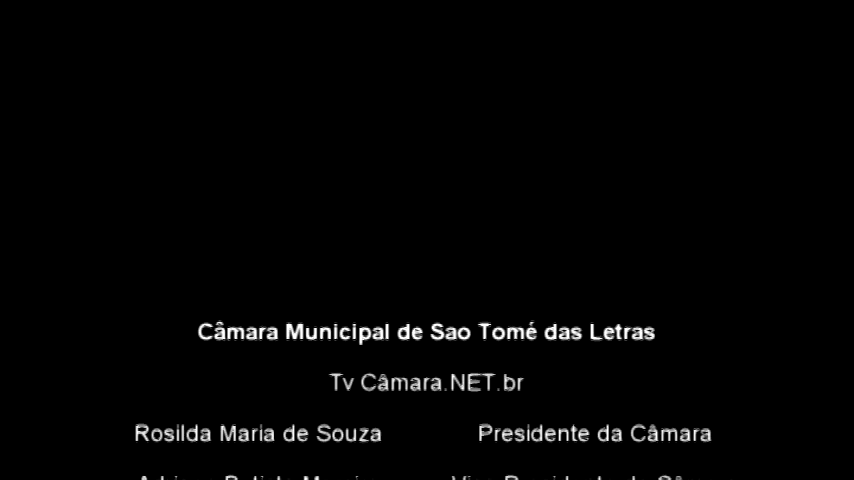 Câmara Municipal de Sao Tomé das Letras
Tv Câmara.NET.br
Rosilda Maria de Souza Presidente da Câmara